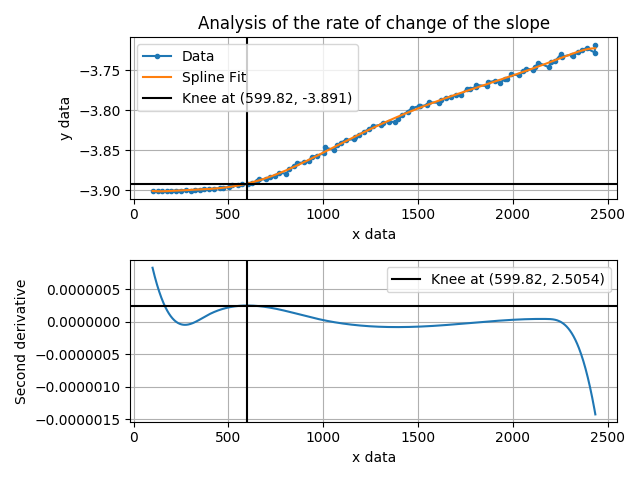 Analysis of the rate of change of the slope
Data
Spline Fit
Knee at (599.82, -3.891)
y data
−3.75
−3.80
−3.85
−3.90
0 500 1000 1500 2000 2500
x data
Knee at (599.82, 2.5054)
Second derivative
0.0000005
0.0000000
−0.0000005
−0.0000010
−0.0000015
0 500 1000 1500 2000 2500
x data